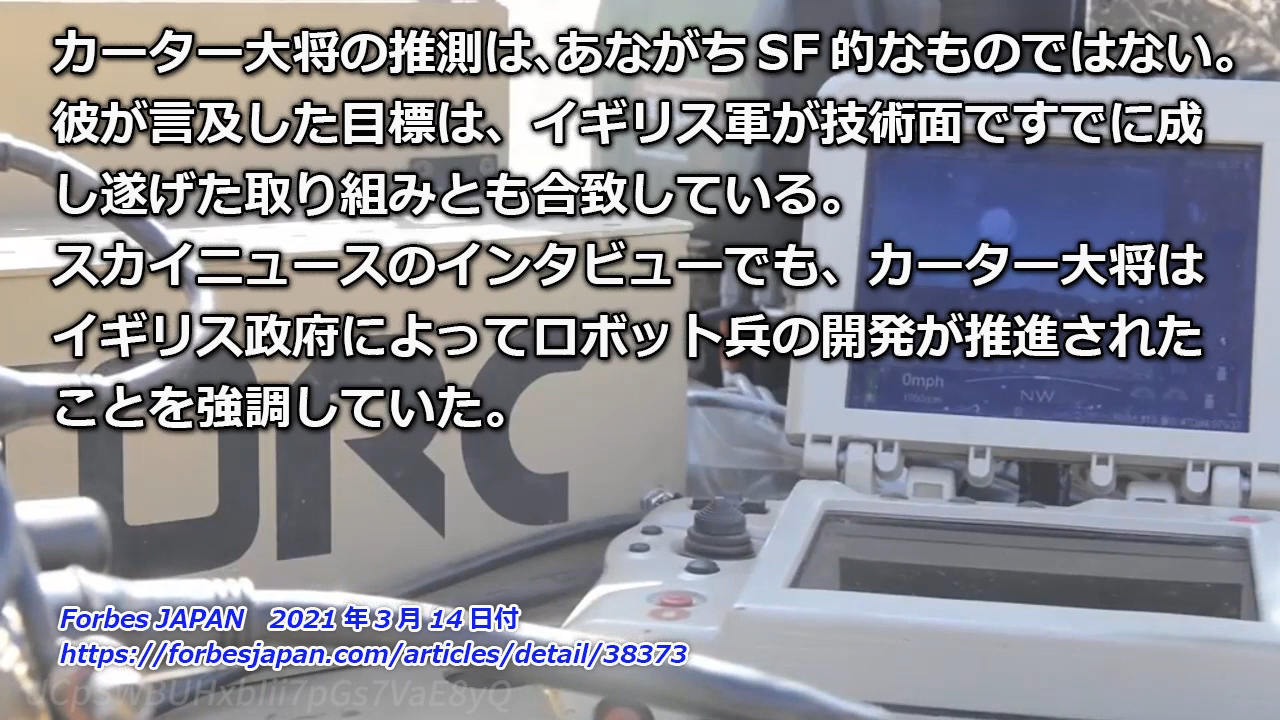 カーター大将の推測は、あながちSF的なものではない。
彼が言及した目標は、イギリス軍が技術面ですでに成
し遂げた取り組みとも合致している。
スカイニュースのインタビューでも、カーター大将は
イギリス政府によってロボット兵の開発が推進された
ことを強調していた。
ORC
0mph
NW
Forbes JAPAN 2021年3月14日付
https://forbesjapan.com/articles/detail/38373